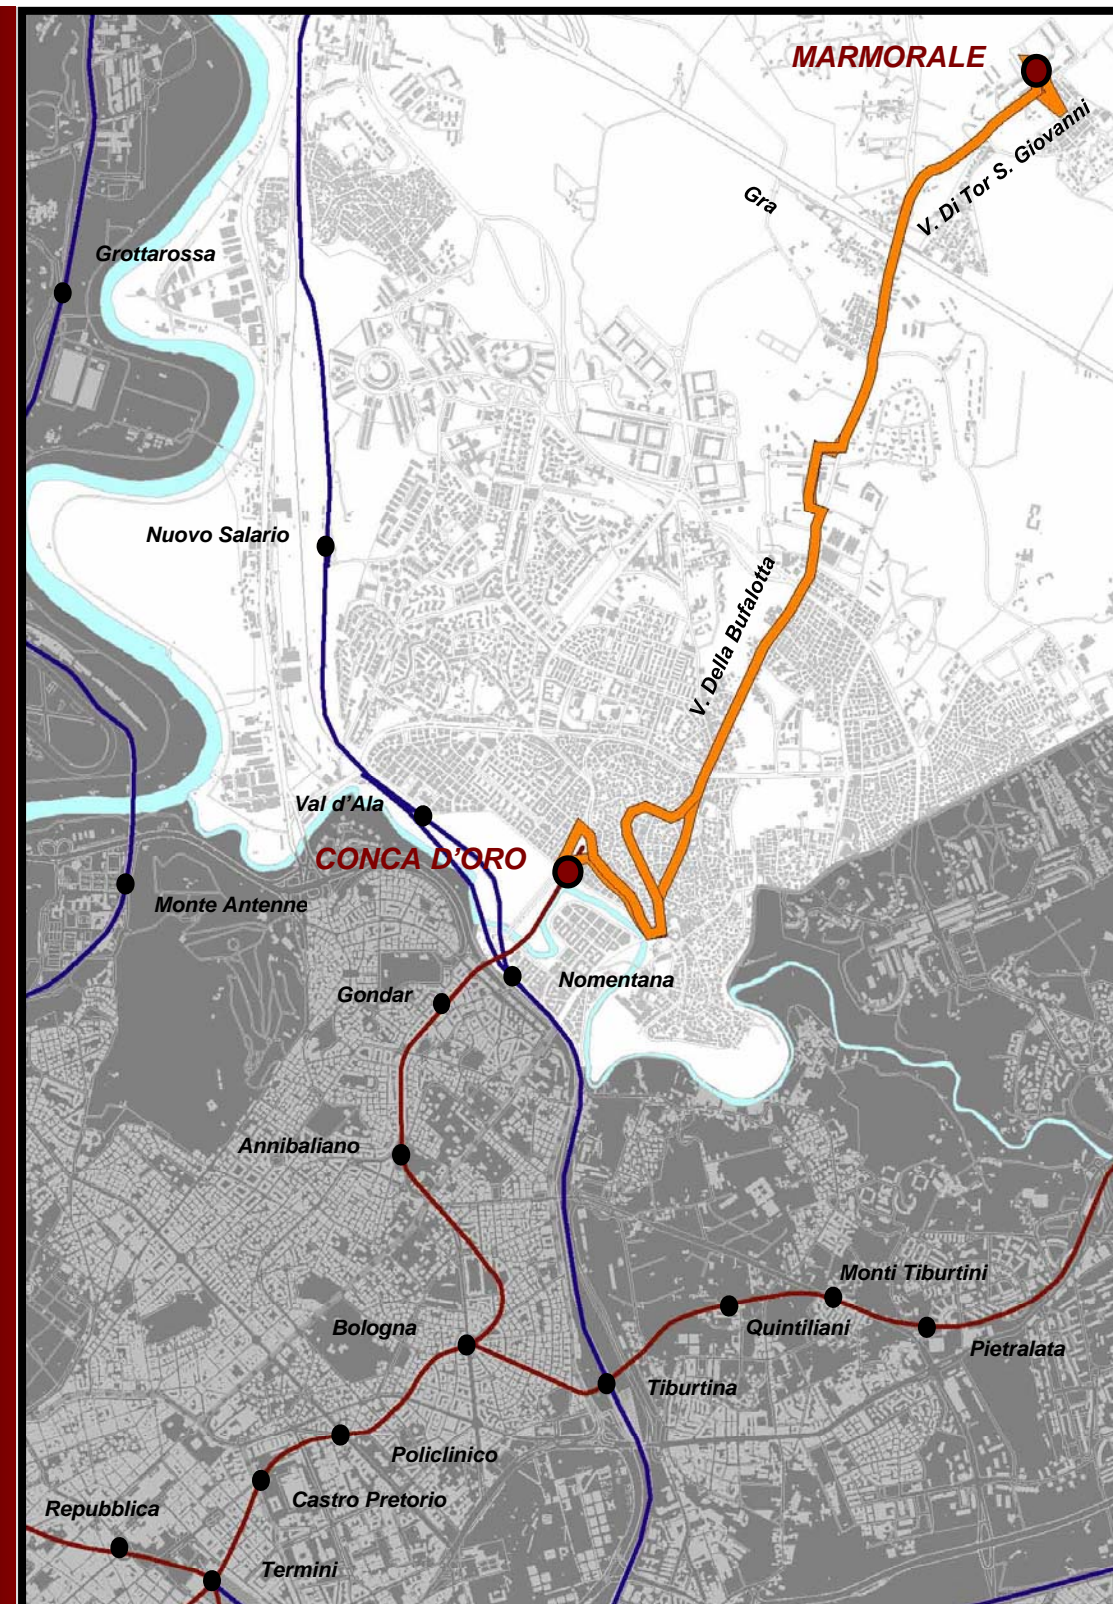 MARMORALE
V. Di Tor S. Giovanni
Gra
Grottarossa
Nuovo Salario
V. Della Bufalotta
Val d'Ala
CONCA D'ORO
Monte Antenne
Nomentana
Gondar
Annibaliano
Monti Tiburtini
Bologna
Quintiliani
Pietralata
Tiburtina
Policlinico
Castro Pretorio
Repubblica
Termini